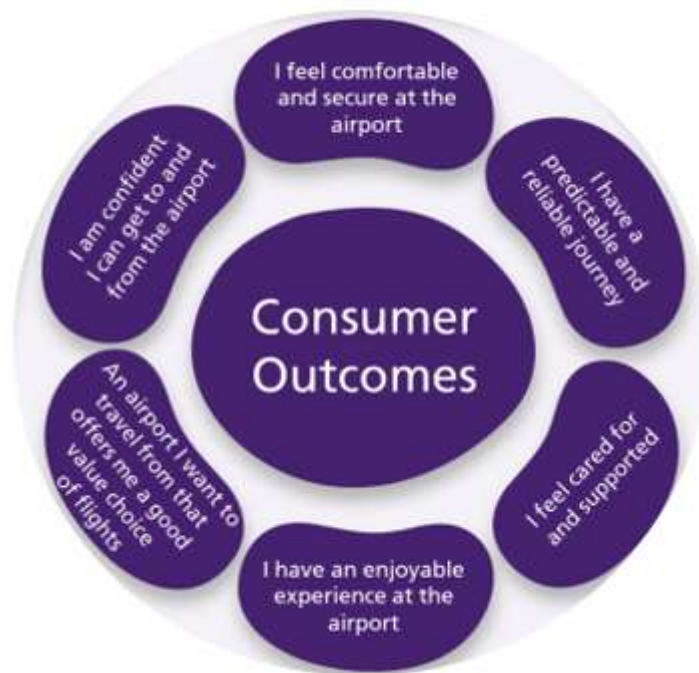 I feel comfortable
and secure at the
airport
I have a
predictable and
reliable journey
I feel cared for
and supported
I have an enjoyable
experience at the
airport
An airport I want to
travel from that
offers me a good
value choice
of flights
I am confident
I can get to and
from the airport
Consumer
Outcomes